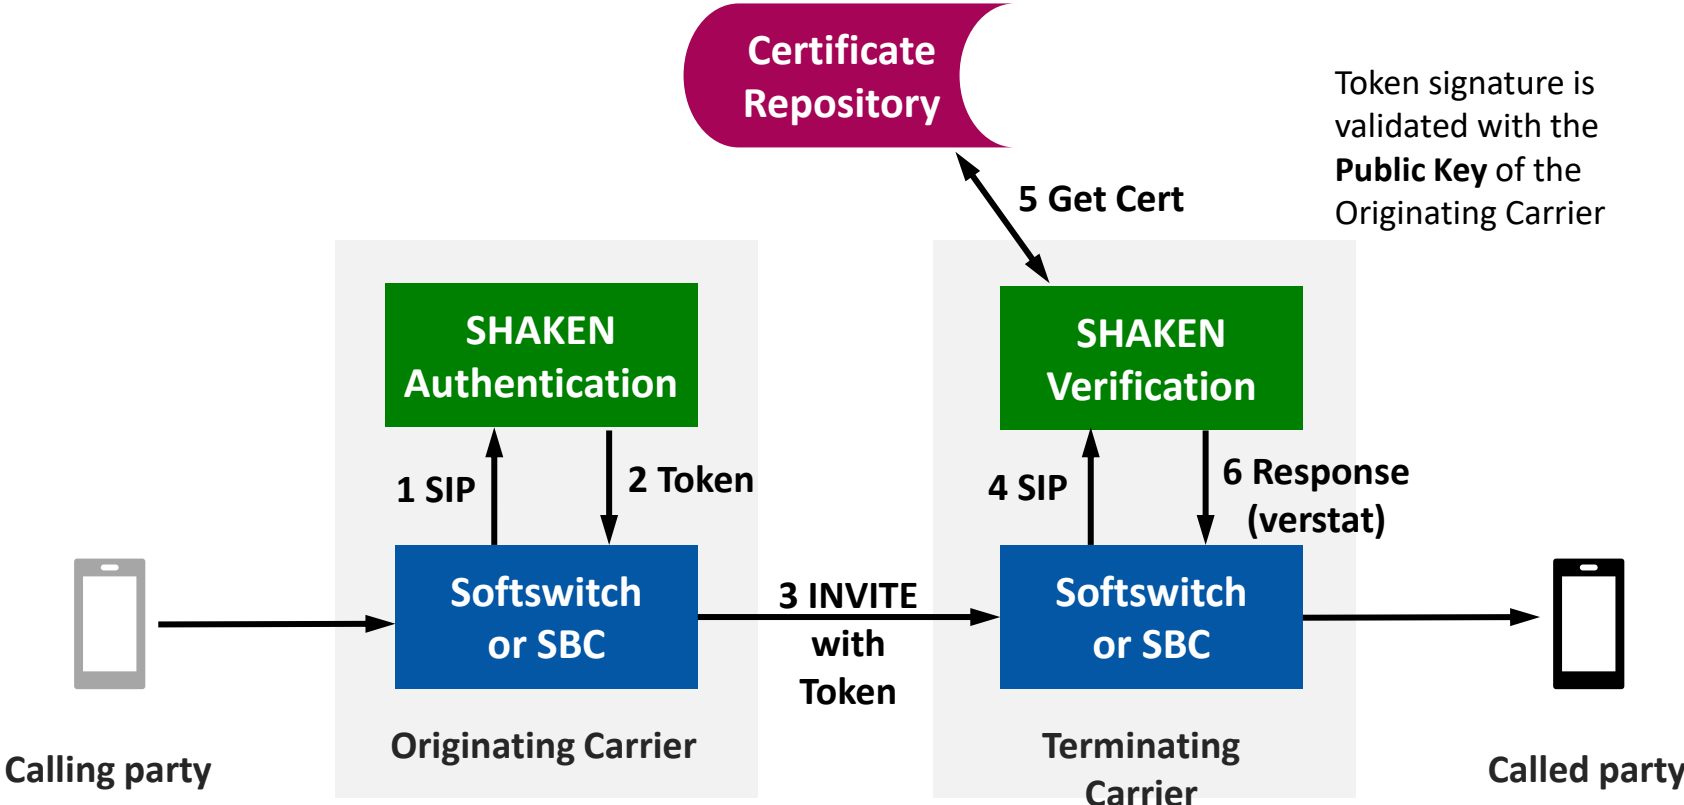 Certificate
Repository
Token signature is
validated with the
Public Key of the
Originating Carrier
5 Get Cert
SHAKEN
Authentication
SHAKEN
Verification
1 SIP
2 Token
4 SIP
6 Response
(verstat)
Softswitch
or SBC
3 INVITE
with
Token
Softswitch
or SBC
Originating Carrier
Terminating
Carrier
Calling party
Called party